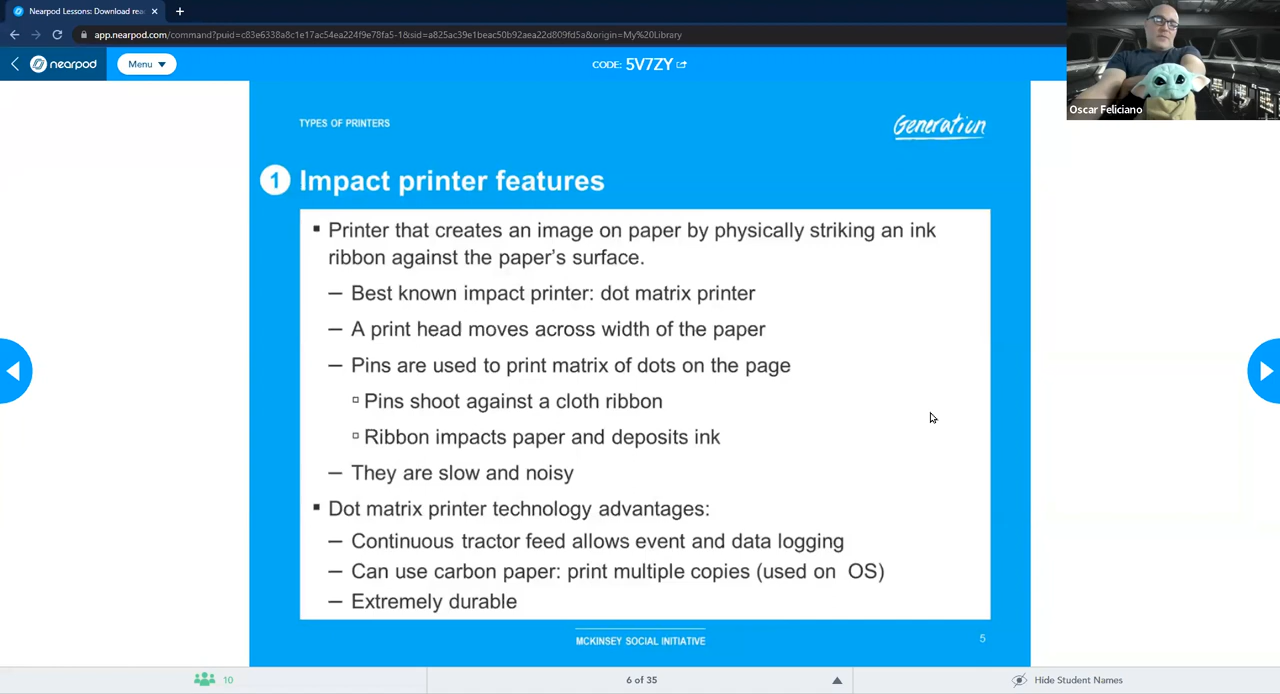 Nearpod Lessons: Download rea
app.nearpod.com/command?puid=c83e6338a8c1e17ac54ea224f9e78fa5-1&sid=a825ac39e1beac50b92aea22d809fd5a&origin=My%20Library
nearpod
Menu
CODE: 5V7ZY
Oscar Feliciano
TYPES OF PRINTERS
Generation
1 Impact printer features
▪ Printer that creates an image on paper by physically striking an ink
ribbon against the paper's surface.
– Best known impact printer: dot matrix printer
– A print head moves across width of the paper
– Pins are used to print matrix of dots on the page
▫ Pins shoot against a cloth ribbon
▫ Ribbon impacts paper and deposits ink
– They are slow and noisy
▪ Dot matrix printer technology advantages:
– Continuous tractor feed allows event and data logging
– Can use carbon paper: print multiple copies (used on OS)
– Extremely durable
MCKINSEY SOCIAL INITIATIVE
5
10
6 of 35
Hide Student Names